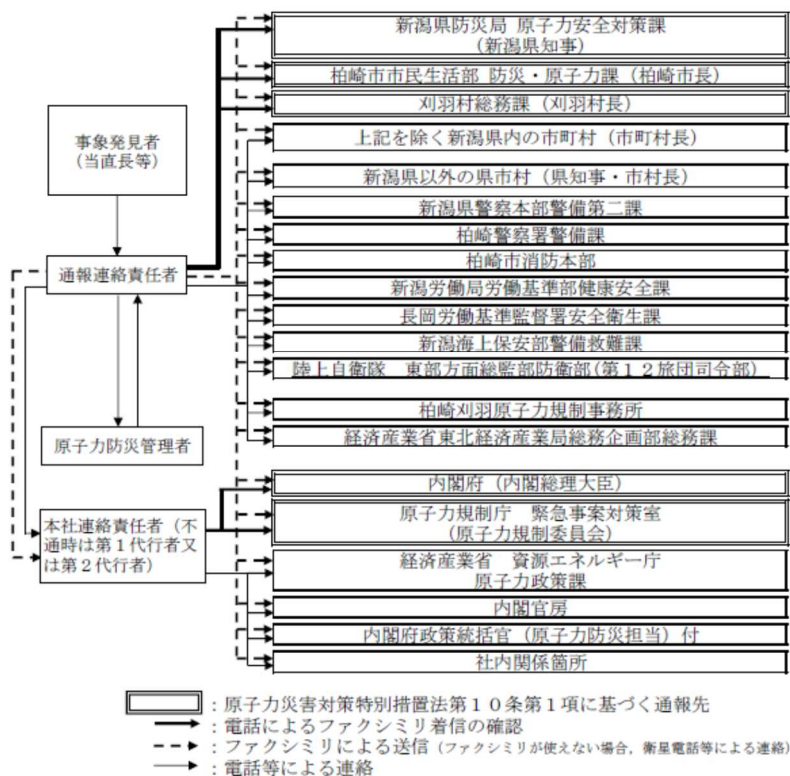 新潟県防災局 原子力安全対策課
（新潟県知事）
柏崎市市民生活部 防災・原子力課（柏崎市長）
刈羽村総務課（刈羽村長）
事象発見者
（当直長等）
上記を除く新潟県内の市町村（市町村長）
新潟県以外の県市村（県知事・市村長）
新潟県警察本部警備第二課
柏崎警察署警備課
柏崎市消防本部
通報連絡責任者
新潟労働局労働基準部健康安全課
長岡労働基準監督署安全衛生課
新潟海上保安部警備救難課
陸上自衛隊　東部方面総監部防衛部(第１２旅団司令部)
柏崎刈羽原子力規制事務所
原子力防災管理者
経済産業省東北経済産業局総務企画部総務課
内閣府（内閣総理大臣）
本社連絡責任者（不
通時は第１代行者又
は第２代行者）
原子力規制庁　緊急事案対策室
（原子力規制委員会）
経済産業省　資源エネルギー庁
原子力政策課
内閣官房
内閣府政策統括官（原子力防災担当）付
社内関係箇所
：原子力災害対策特別措置法第１０条第１項に基づく通報先
：電話によるファクシミリ着信の確認
：ファクシミリによる送信（ファクシミリが使えない場合，衛星電話等による連絡）
：電話等による連絡